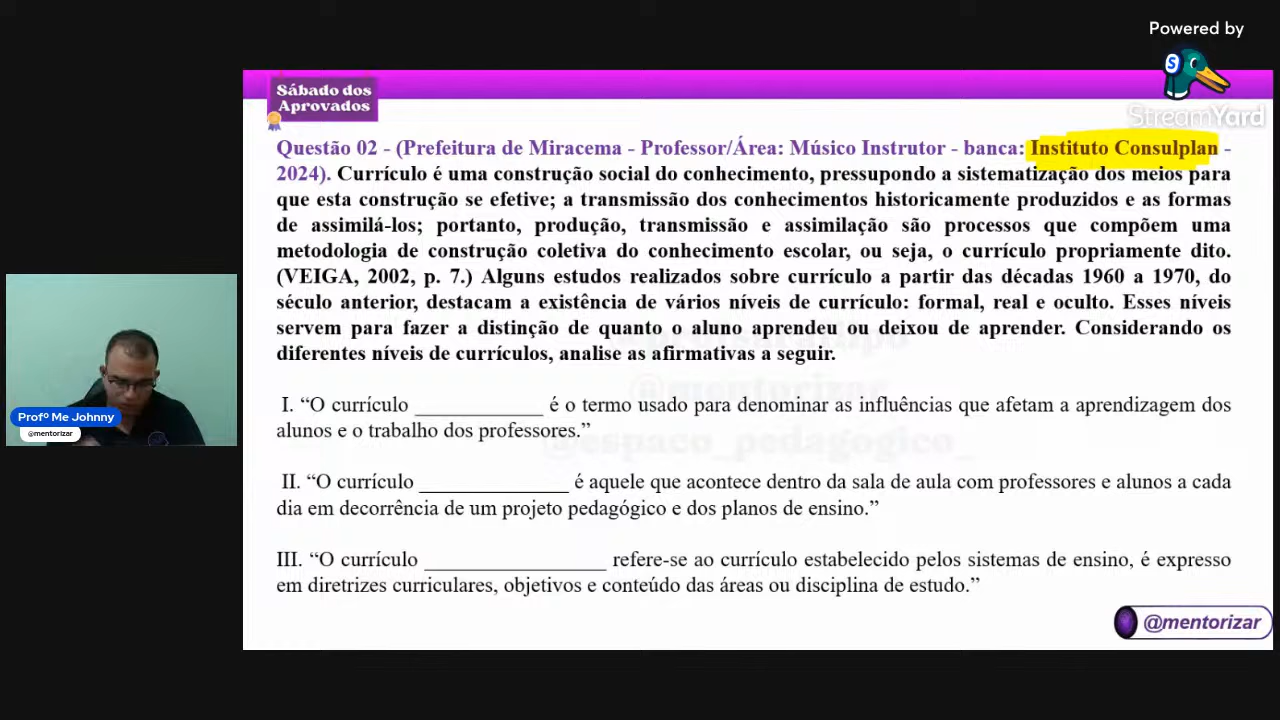 Powered by
StreamYard
Sábado dos
Aprovados
Questão 02 - (Prefeitura de Miracema - Professor/Área: Músico Instrutor - banca: Instituto Consulplan -
2024). Currículo é uma construção social do conhecimento, pressupondo a sistematização dos meios para
que esta construção se efetive; a transmissão dos conhecimentos historicamente produzidos e as formas
de assimilá-los; portanto, produção, transmissão e assimilação são processos que compõem uma
metodologia de construção coletiva do conhecimento escolar, ou seja, o currículo propriamente dito.
(VEIGA, 2002, p. 7.) Alguns estudos realizados sobre currículo a partir das décadas 1960 a 1970, do
século anterior, destacam a existência de vários níveis de currículo: formal, real e oculto. Esses níveis
servem para fazer a distinção de quanto o aluno aprendeu ou deixou de aprender. Considerando os
diferentes níveis de currículos, analise as afirmativas a seguir.
@mentorizar
I. “O currículo ____________ é o termo usado para denominar as influências que afetam a aprendizagem dos
alunos e o trabalho dos professores.”
@espaco_pedagogico_
II. “O currículo ______________ é aquele que acontece dentro da sala de aula com professores e alunos a cada
dia em decorrência de um projeto pedagógico e dos planos de ensino.”
III. “O currículo _________________ refere-se ao currículo estabelecido pelos sistemas de ensino, é expresso
em diretrizes curriculares, objetivos e conteúdo das áreas ou disciplina de estudo.”
Profº Me Johnny
@mentorizar
@mentorizar